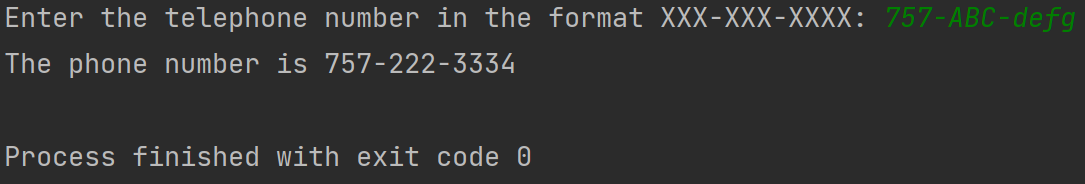 Enter the telephone number in the format XXX-XXX-XXXX: 757-ABC-defg
The phone number is 757-222-3334
Process finished with exit code 0